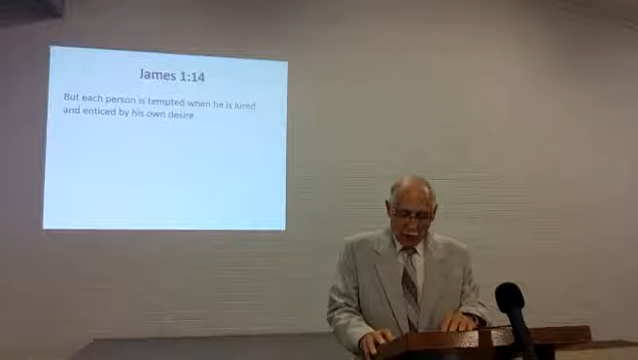 James 1:14
But each person is tempted when he is lured
and enticed by his own desire